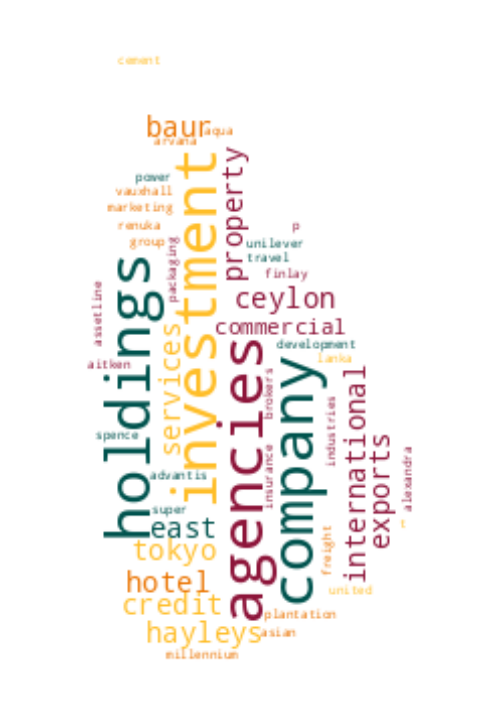 cement
baur
aqua
arvana
investment
property
power
vauxhall
marketing
renuka
group
packaging
p
unilever
travel
finlay
holdings
assetline
ceylon
commercial
services
agencies
development
lanka
company
aitken
brokers
international
industries
exports
spence
insurance
alexandra
advantis
super
east
tokyo
freight
hotel
united
credit
plantation
hayleys
asian
millennium